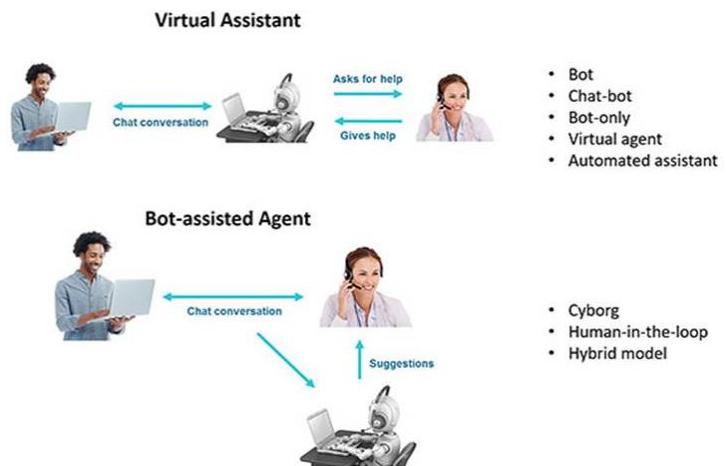 Virtual Assistant
Asks for help
Chat conversation
Gives help
• Bot
• Chat-bot
• Bot-only
• Virtual agent
• Automated assistant
Bot-assisted Agent
Chat conversation
Suggestions
• Cyborg
• Human-in-the-loop
• Hybrid model